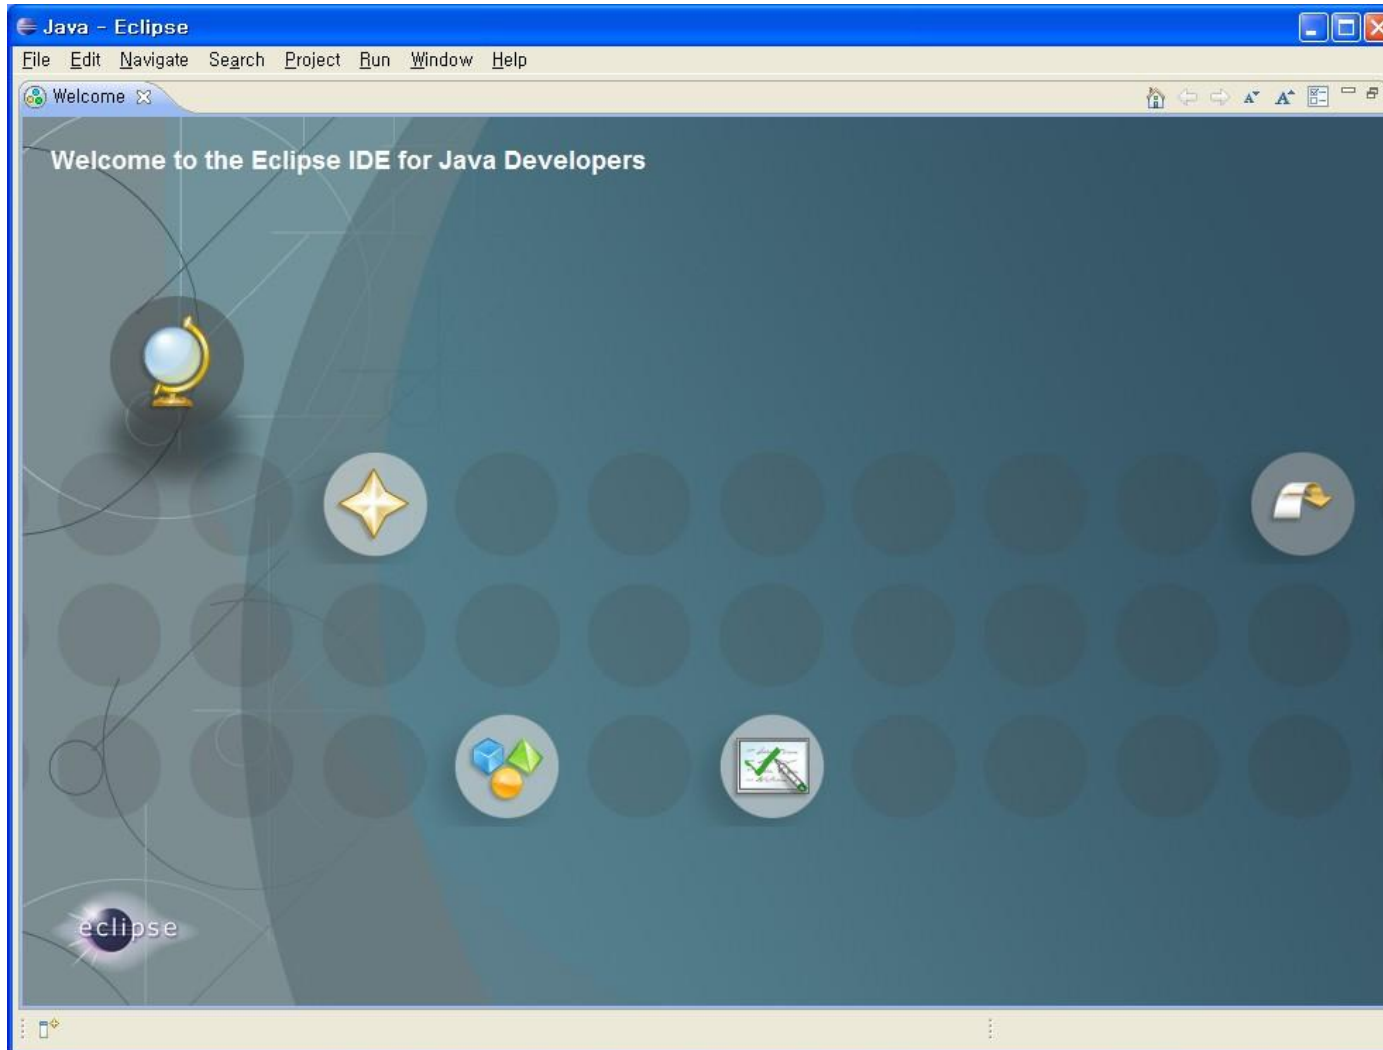 Java - Eclipse
File Edit Navigate Search Project Run Window Help
Welcome
Welcome to the Eclipse IDE for Java Developers
eclipse